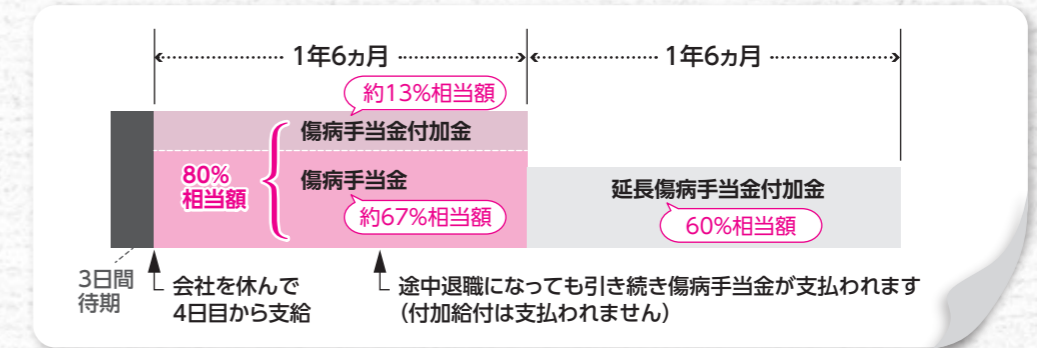 1年6ヵ月
1年6ヵ月
約13%相当額
傷病手当金付加金
80%
相当額
傷病手当金
約67%相当額
延長傷病手当金付加金
60%相当額
3日間
待期
会社を休んで
4日目から支給
途中退職になっても引き続き傷病手当金が支払われます
（付加給付は支払われません）